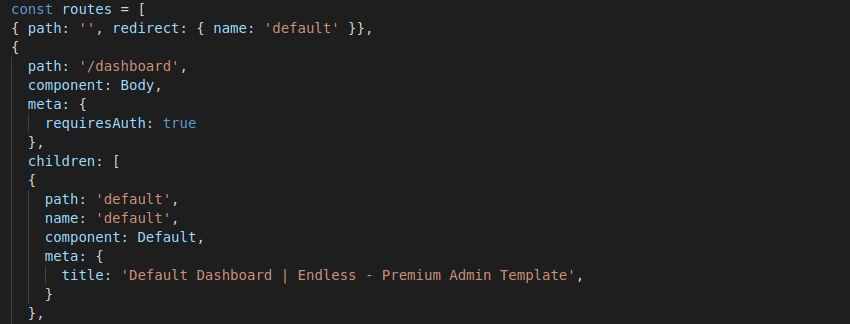 const routes = [
{ path: '', redirect: { name: 'default' }},
{
path: '/dashboard',
component: Body,
meta: {
requiresAuth: true
},
children: [
{
path: 'default',
name: 'default',
component: Default,
meta: {
title: 'Default Dashboard | Endless - Premium Admin Template',
}
},